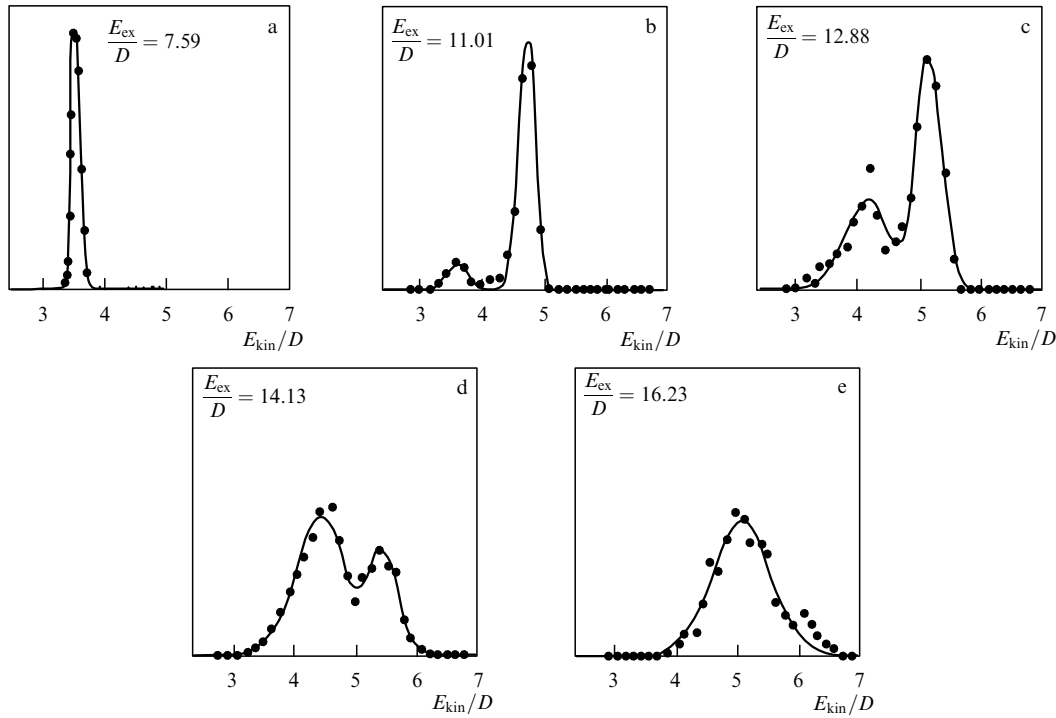 a
E_ex/D = 7.59
3 4 5 6 7
E_kin/D
b
E_ex/D = 11.01
3 4 5 6 7
E_kin/D
c
E_ex/D = 12.88
3 4 5 6 7
E_kin/D
d
E_ex/D = 14.13
3 4 5 6 7
E_kin/D
e
E_ex/D = 16.23
3 4 5 6 7
E_kin/D